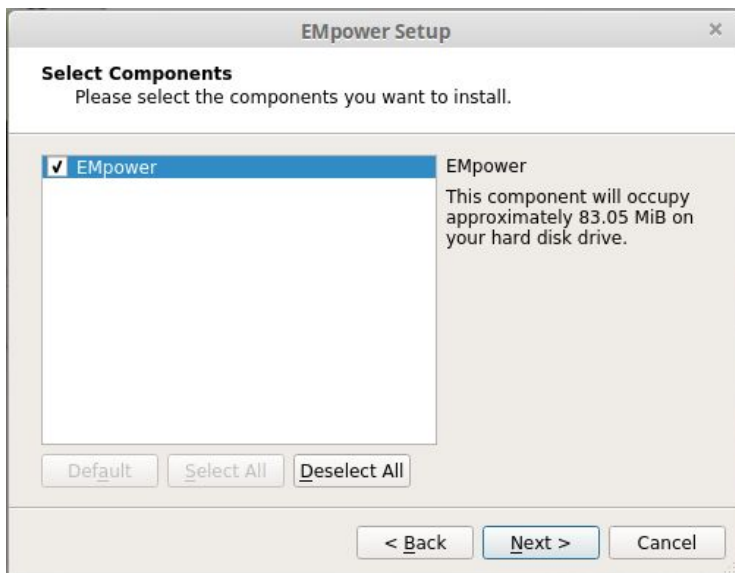 EMpower Setup
Select Components
Please select the components you want to install.
EMpower
EMpower
This component will occupy
approximately 83.05 MiB on
your hard disk drive.
Default
Select All
Deselect All
< Back
Next >
Cancel